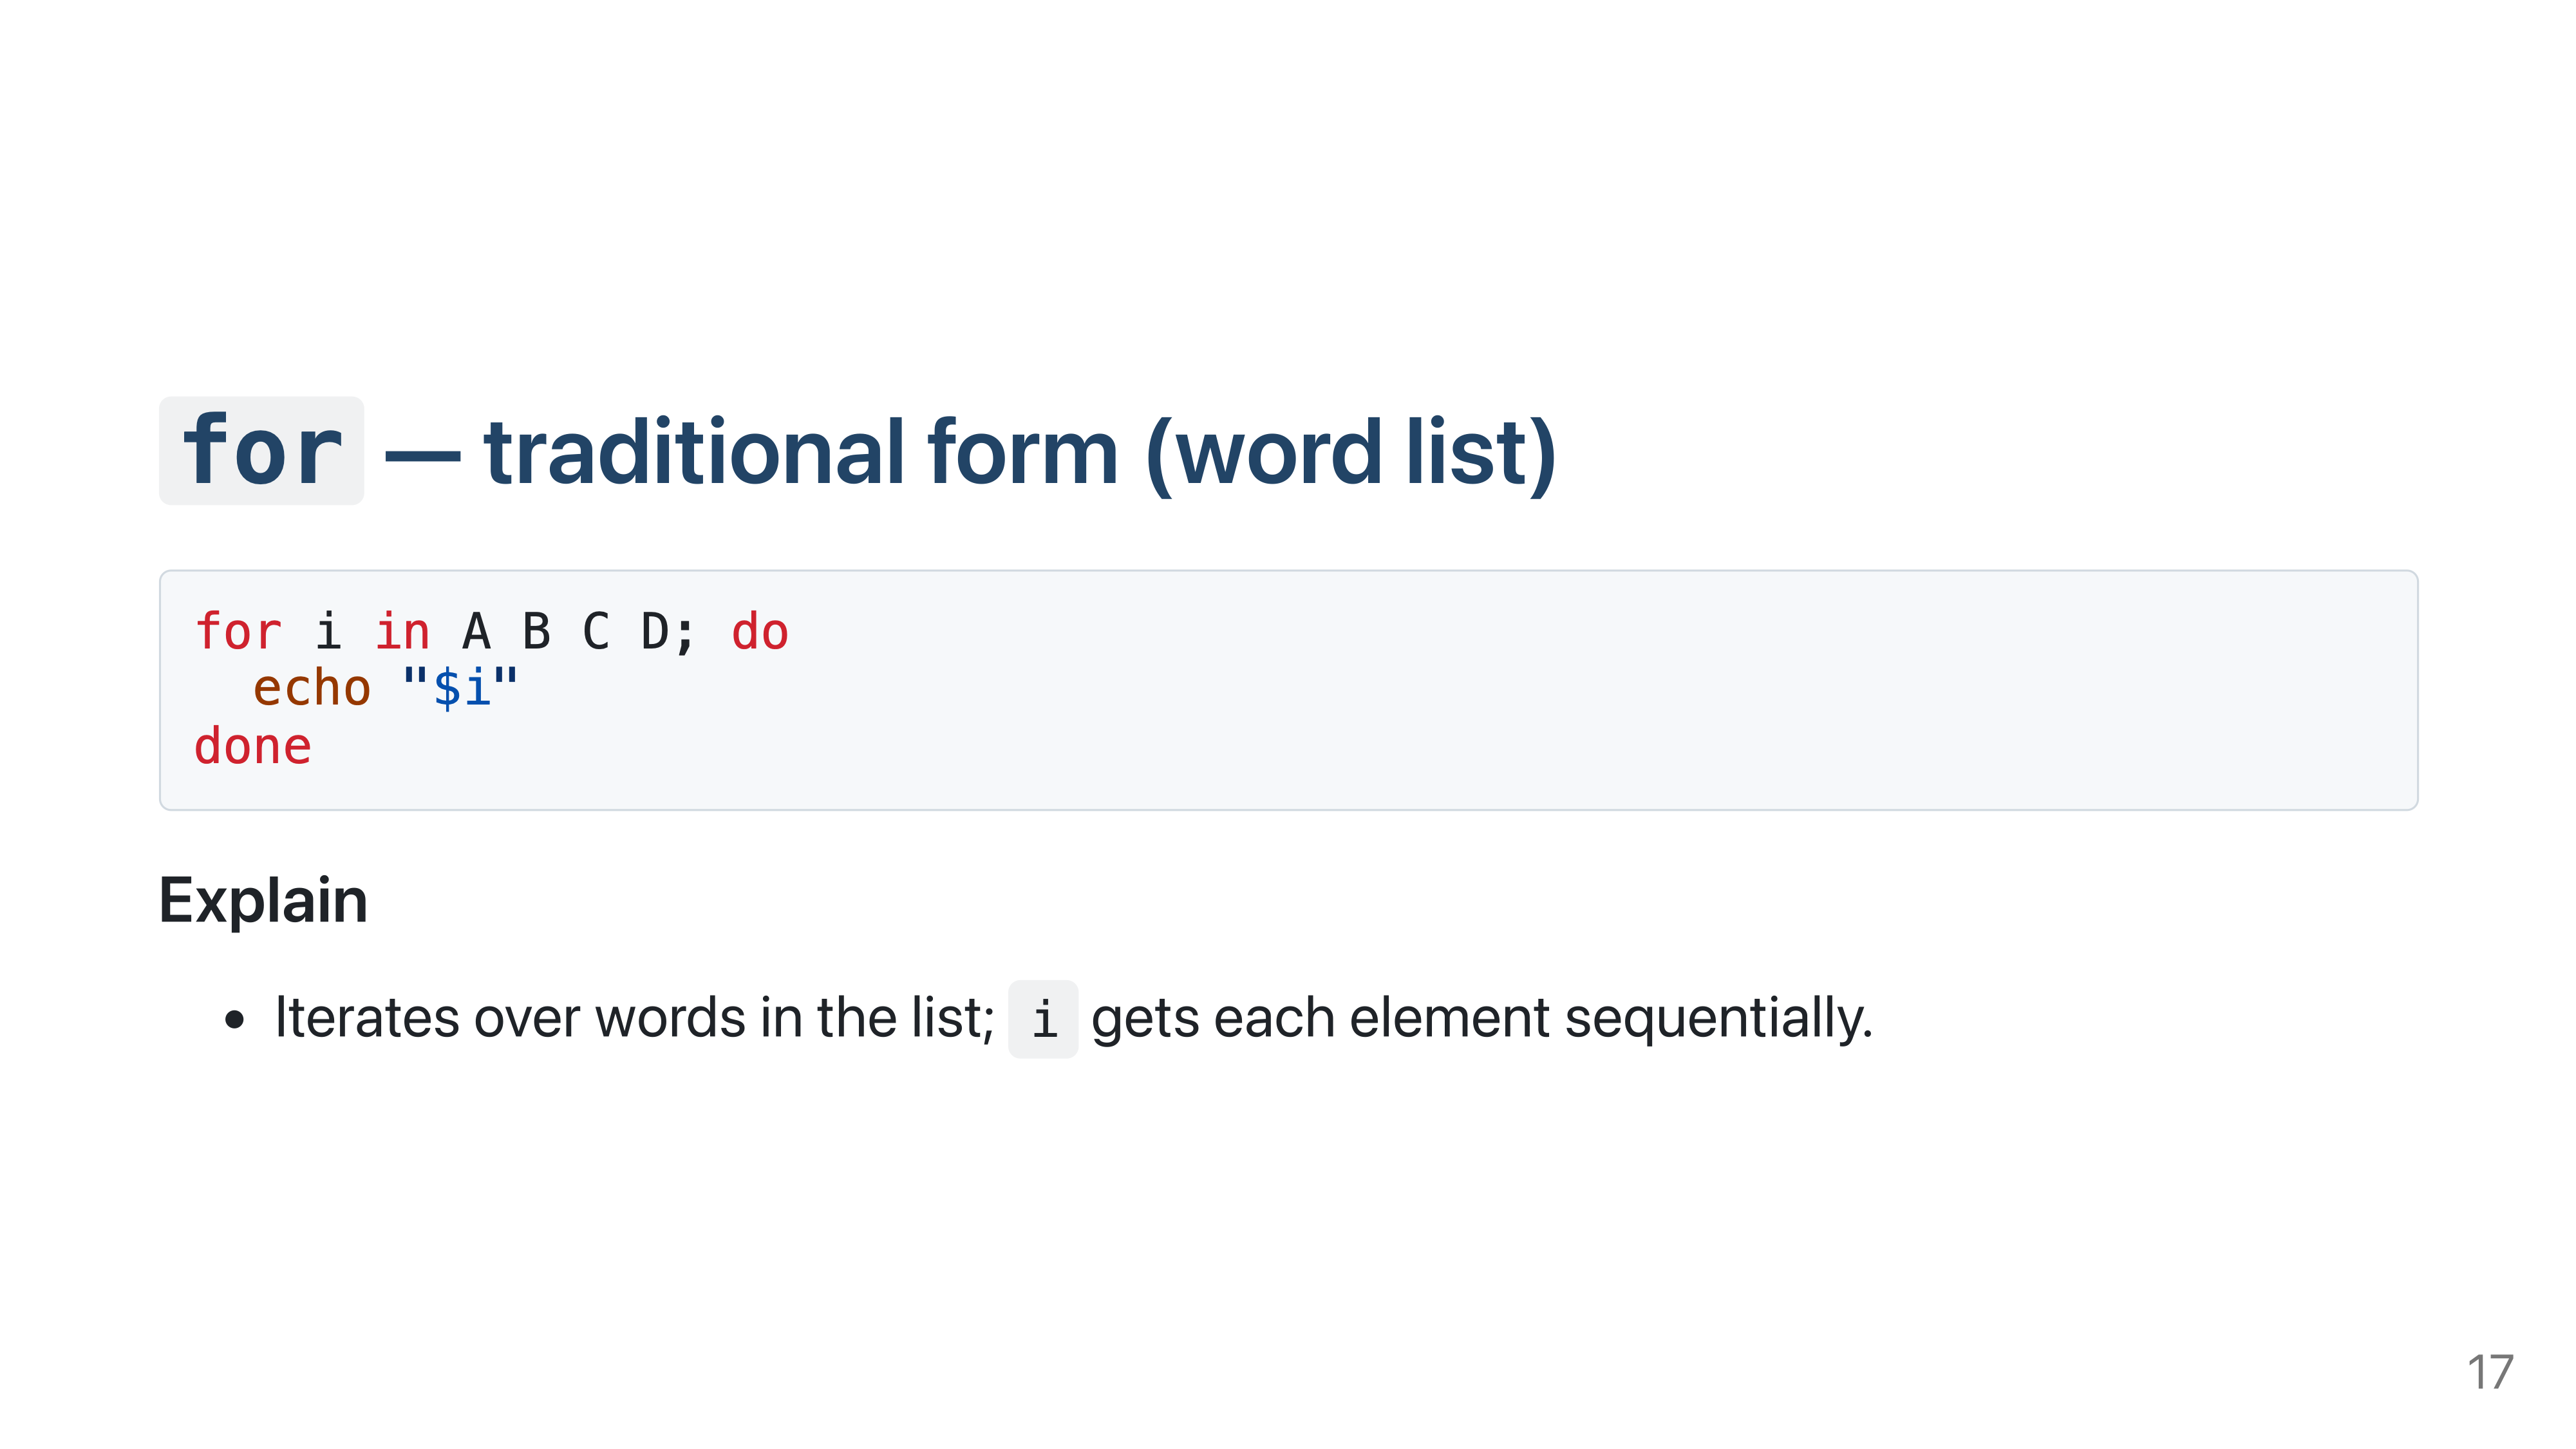 for — traditional form (word list)
for i in A B C D; do
  echo "$i"
done
Explain
• Iterates over words in the list; i gets each element sequentially.
17